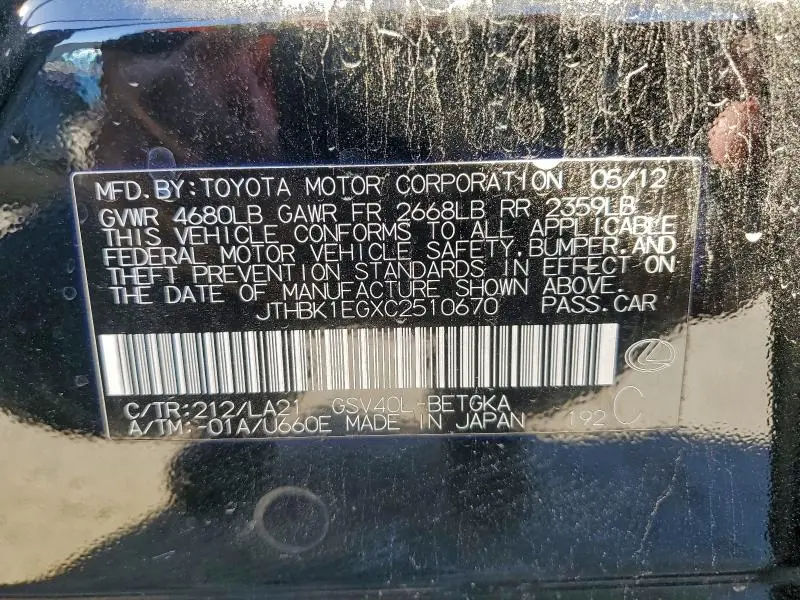 MFD. BY: TOYOTA MOTOR CORPORATION 05/12
GVWR 4680LB GAWR FR 2668LB RR 2359LB
THIS VEHICLE CONFORMS TO ALL APPLICABLE
FEDERAL MOTOR VEHICLE SAFETY, BUMPER, AND
THEFT PREVENTION STANDARDS IN EFFECT ON
THE DATE OF MANUFACTURE SHOWN ABOVE.
JTHBK1EGXC2510670 PASS.CAR
C/TR:212/LA21 GSV40L-BETGKA
A/TM:-01A/U660E MADE IN JAPAN 192 C